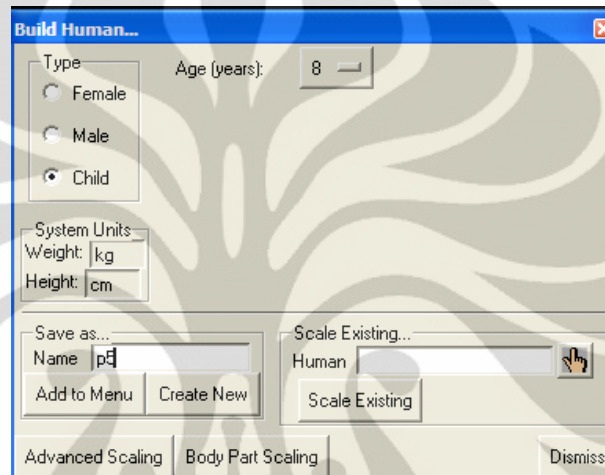 Build Human...
Type
Age (years): 8
Female
Male
Child
System Units
Weight: kg
Height: cm
Save as...
Name p5
Add to Menu Create New
Scale Existing...
Human
Scale Existing
Advanced Scaling Body Part Scaling Dismiss